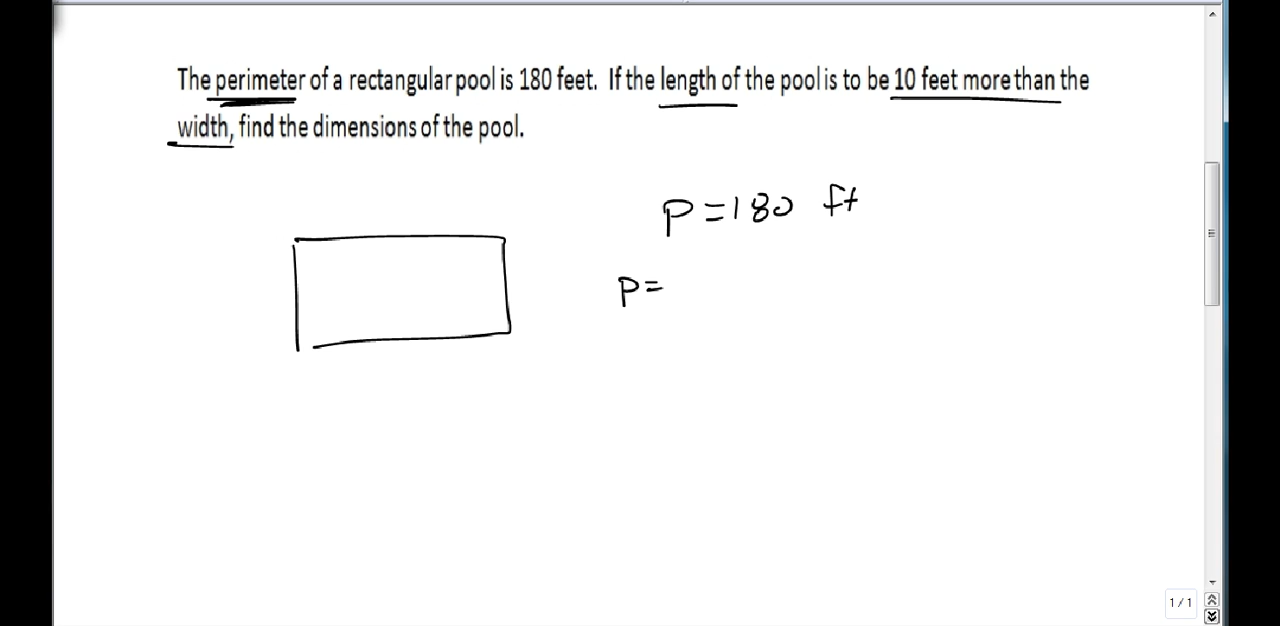 The perimeter of a rectangular pool is 180 feet. If the length of the pool is to be 10 feet more than the
width, find the dimensions of the pool.
P=180 ft
P=
1 / 1